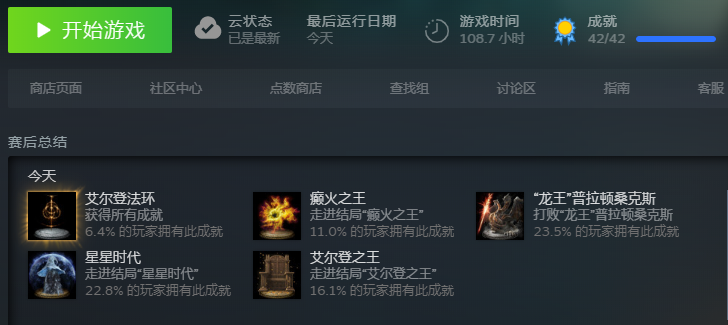 开始游戏
云状态
已是最新
最后运行日期
今天
游戏时间
108.7 小时
成就
42/42
商店页面 社区中心 点数商店 查找组 讨论区 指南 客服
赛后总结
今天
艾尔登法环
获得所有成就
6.4% 的玩家拥有此成就
癫火之王
走进结局“癫火之王”
11.0% 的玩家拥有此成就
“龙王”普拉顿桑克斯
打败“龙王”普拉顿桑克斯
23.5% 的玩家拥有此成就
星星时代
走进结局“星星时代”
22.8% 的玩家拥有此成就
艾尔登之王
走进结局“艾尔登之王”
16.1% 的玩家拥有此成就